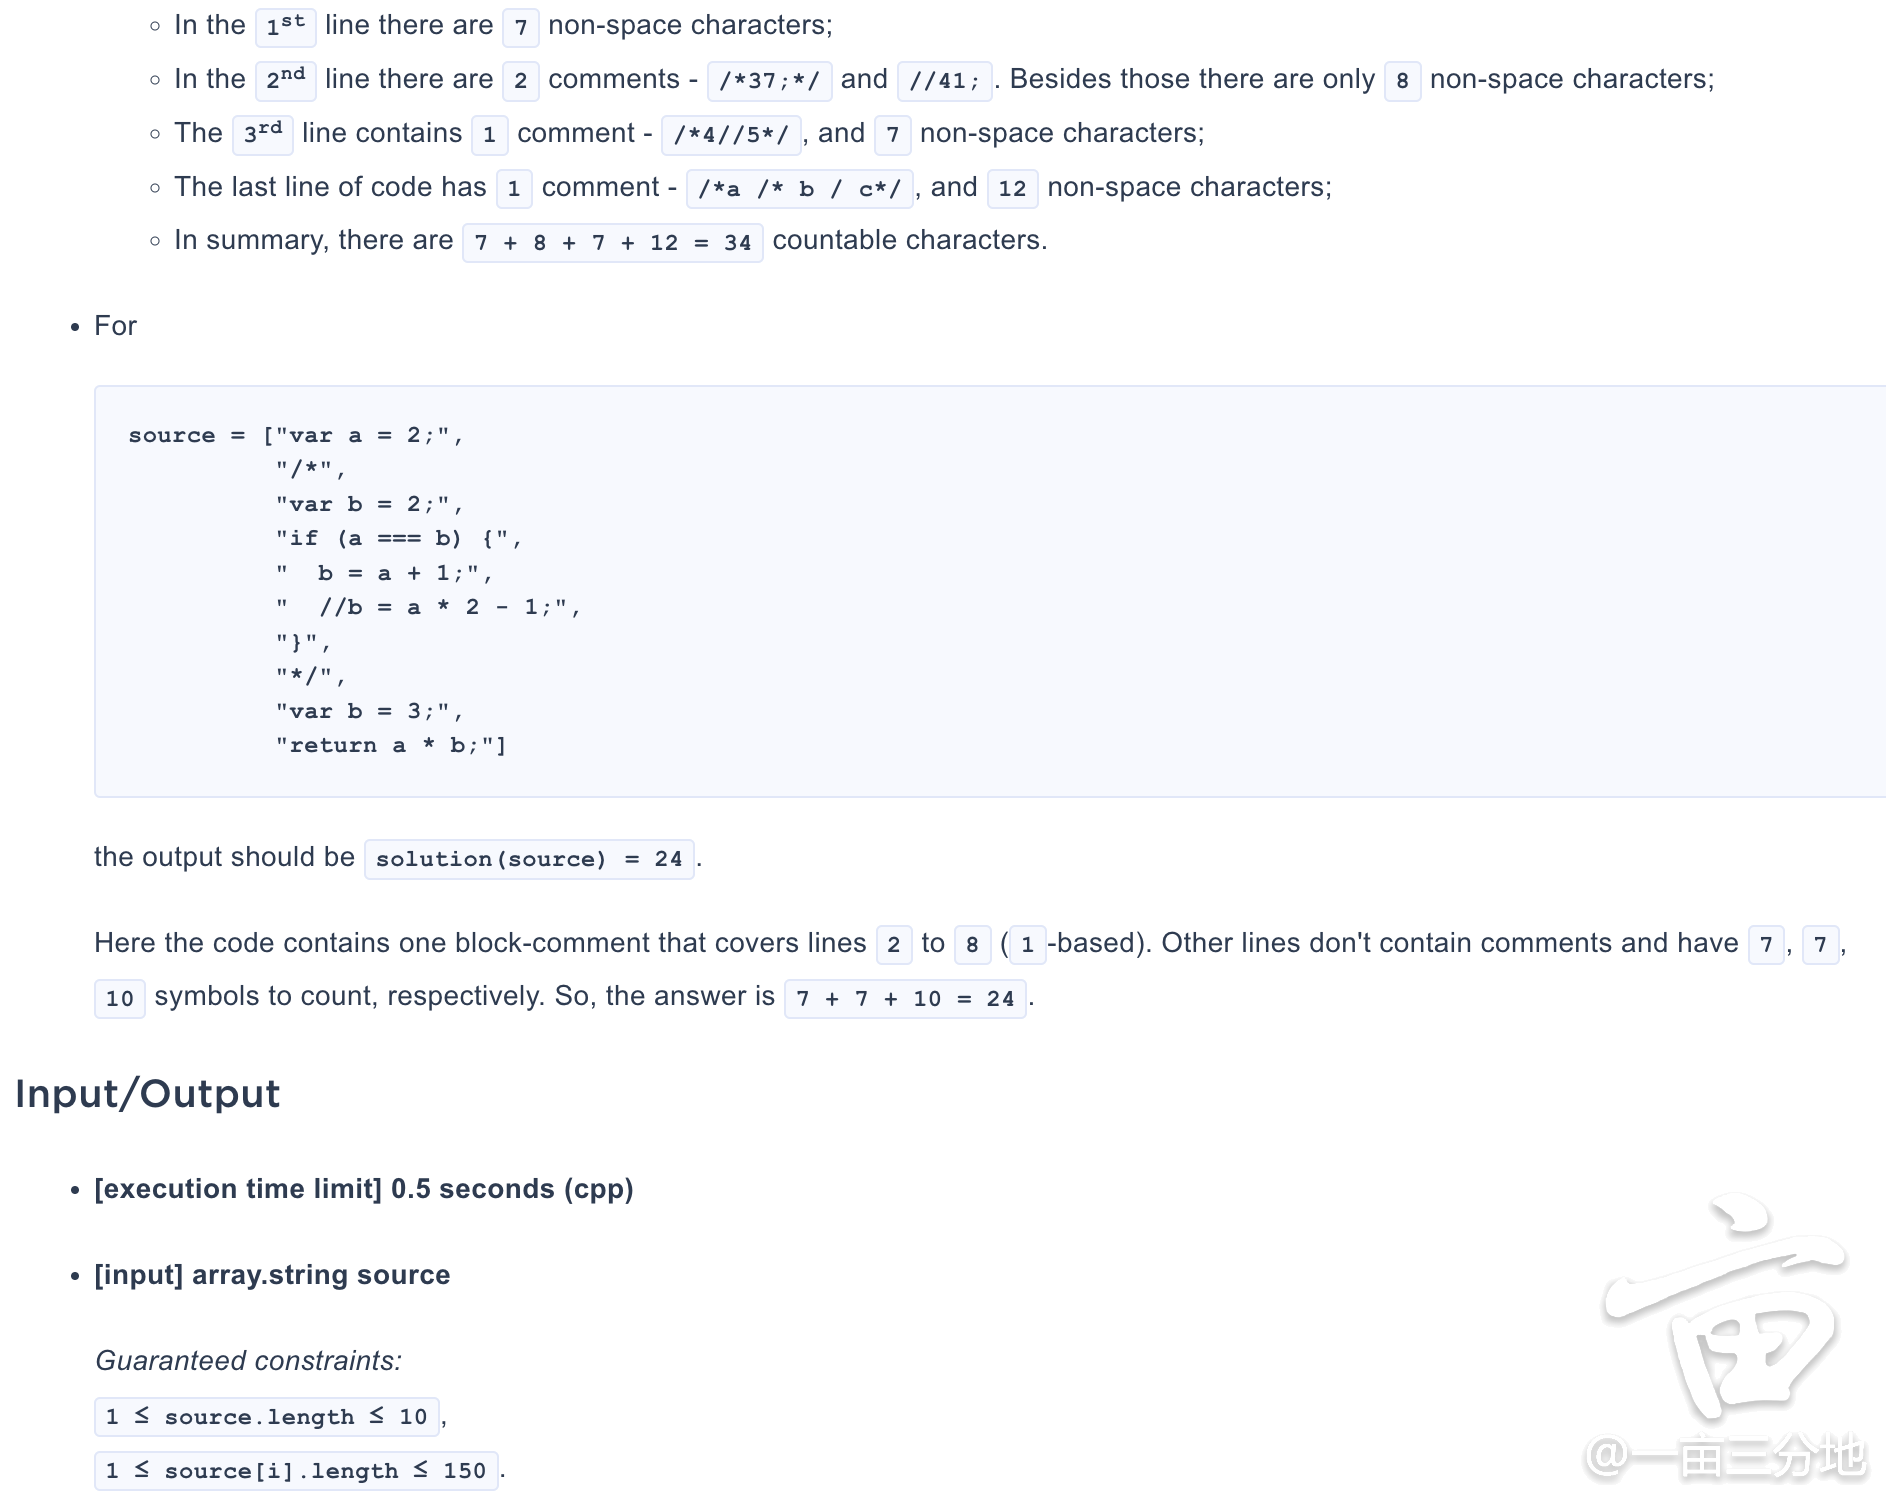 In the 1st line there are 7 non-space characters;
In the 2nd line there are 2 comments - /*37;*/ and //41; . Besides those there are only 8 non-space characters;
The 3rd line contains 1 comment - /*4//5*/ , and 7 non-space characters;
The last line of code has 1 comment - /*a /* b / c*/ , and 12 non-space characters;
In summary, there are 7 + 8 + 7 + 12 = 34 countable characters.
For
source = ["var a = 2;",
          "/*",
          "var b = 2;",
          "if (a === b) {",
          "  b = a + 1;",
          "  //b = a * 2 - 1;",
          "}",
          "*/",
          "var b = 3;",
          "return a * b;"]
the output should be solution(source) = 24 .
Here the code contains one block-comment that covers lines 2 to 8 ( 1 -based). Other lines don't contain comments and have 7 , 7 ,
10 symbols to count, respectively. So, the answer is 7 + 7 + 10 = 24 .
Input/Output
[execution time limit] 0.5 seconds (cpp)
[input] array.string source
Guaranteed constraints:
1 ≤ source.length ≤ 10 ,
1 ≤ source[i].length ≤ 150 .
亩
@一亩三分地